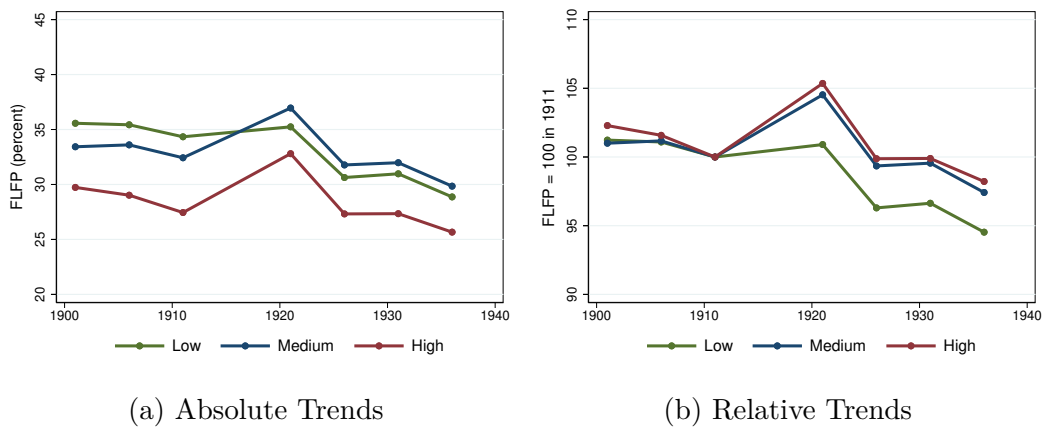 FLFP (percent)
45
40
35
30
25
20
1900 1910 1920 1930 1940
Low Medium High
(a) Absolute Trends
FLFP = 100 in 1911
110
105
100
95
90
1900 1910 1920 1930 1940
Low Medium High
(b) Relative Trends